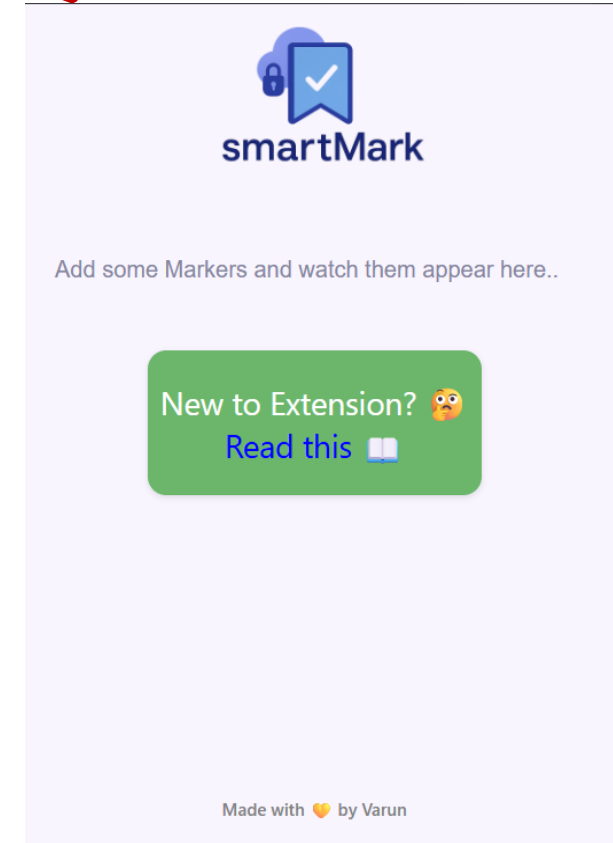 smartMark
Add some Markers and watch them appear here..
New to Extension? 🤔
Read this 📖
Made with 💛 by Varun